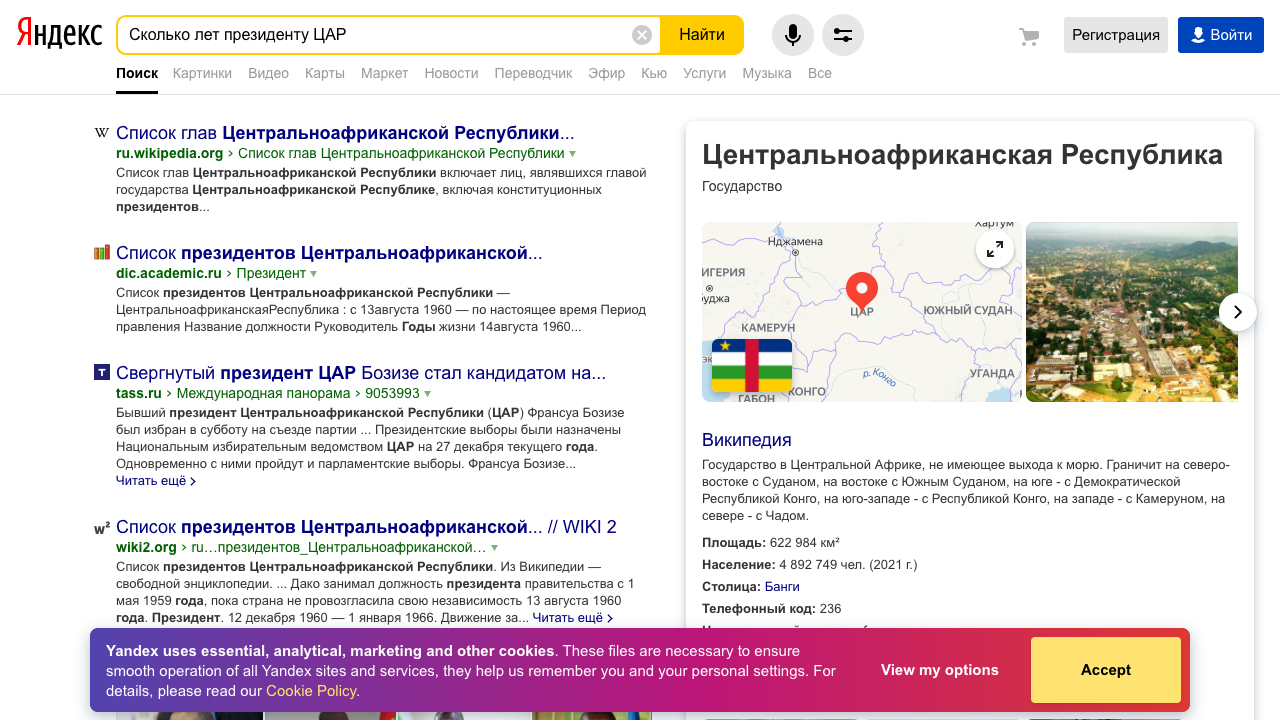 Яндекс
Сколько лет президенту ЦАР
Найти
Регистрация
Войти
Поиск Картинки Видео Карты Маркет Новости Переводчик Эфир Кью Услуги Музыка Все
Список глав Центральноафриканской Республики...
ru.wikipedia.org › Список глав Центральноафриканской Республики
Список глав Центральноафриканской Республики включает лиц, являвшихся главой
государства Центральноафриканской Республике, включая конституционных
президентов...
Список президентов Центральноафриканской...
dic.academic.ru › Президент
Список президентов Центральноафриканской Республики —
ЦентральноафриканскаяРеспублика : с 13августа 1960 — по настоящее время Период
правления Название должности Руководитель Годы жизни 14августа 1960...
Свергнутый президент ЦАР Бозизе стал кандидатом на...
tass.ru › Международная панорама › 9053993
Бывший президент Центральноафриканской Республики (ЦАР) Франсуа Бозизе
был избран в субботу на съезде партии ... Президентские выборы были назначены
Национальным избирательным ведомством ЦАР на 27 декабря текущего года.
Одновременно с ними пройдут и парламентские выборы. Франсуа Бозизе...
Читать ещё ›
Список президентов Центральноафриканской... // WIKI 2
wiki2.org › ru…президентов_Центральноафриканской…
Список президентов Центральноафриканской Республики. Из Википедии —
свободной энциклопедии. ... Дако занимал должность президента правительства с 1
мая 1959 года, пока страна не провозгласила свою независимость 13 августа 1960
года. Президент. 12 декабря 1960 — 1 января 1966. Движение за... Читать ещё ›
Центральноафриканская Республика
Государство
Хартум
Нджамена
ИГЕРИЯ
буджа
ЦАР
ЮЖНЫЙ СУДАН
КАМЕРУН
р. Конго
УГАНДА
ГАБОН
КОНГО
Википедия
Государство в Центральной Африке, не имеющее выхода к морю. Граничит на северо-
востоке с Суданом, на востоке с Южным Суданом, на юге - с Демократической
Республикой Конго, на юго-западе - с Республикой Конго, на западе - с Камеруном, на
севере - с Чадом.
Площадь: 622 984 км²
Население: 4 892 749 чел. (2021 г.)
Столица: Банги
Телефонный код: 236
Yandex uses essential, analytical, marketing and other cookies. These files are necessary to ensure
smooth operation of all Yandex sites and services, they help us remember you and your personal settings. For
details, please read our Cookie Policy.
View my options
Accept